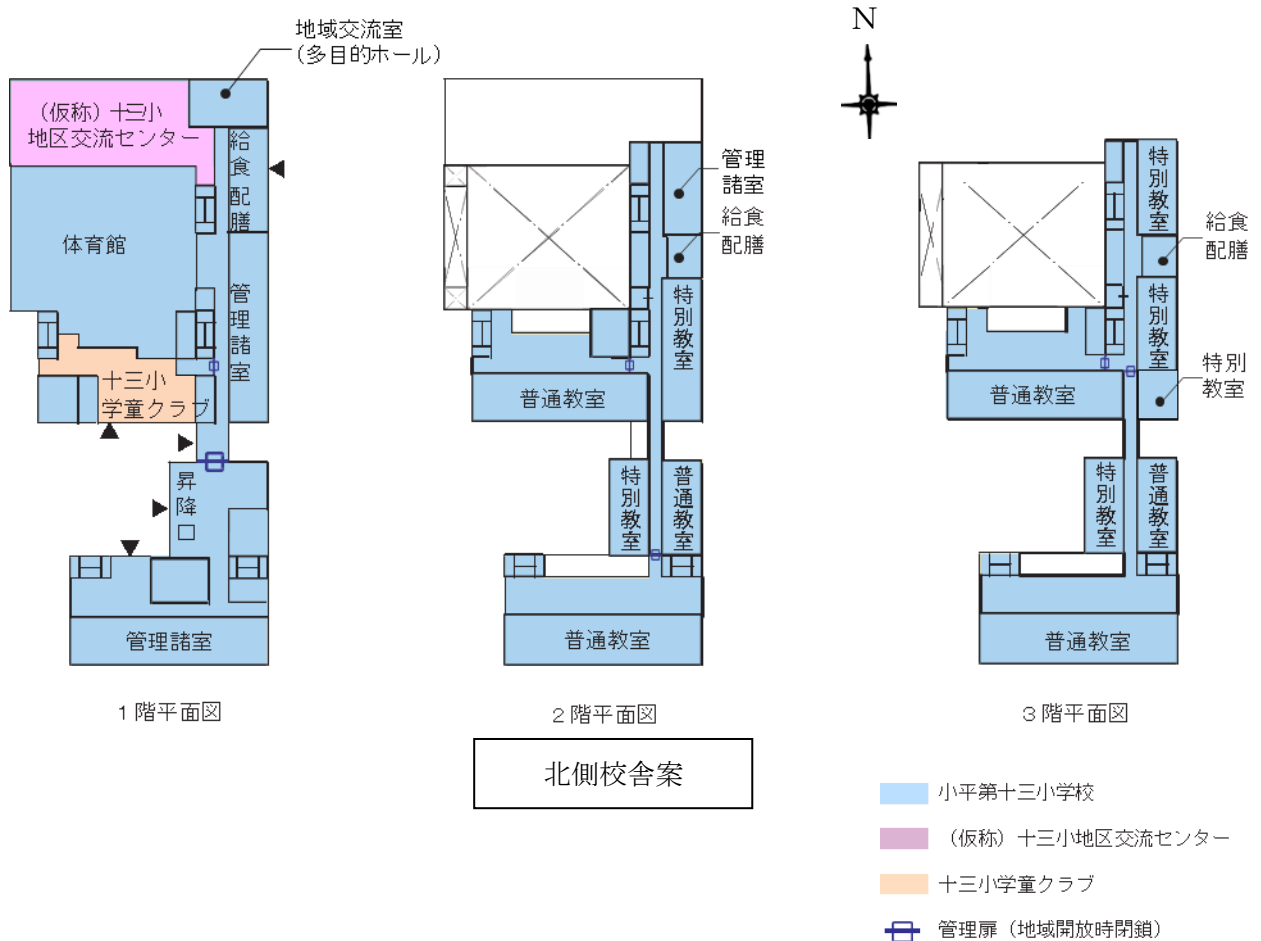 地域交流室
（多目的ホール）
N
（仮称）十三小
地区交流センター
給食配膳
体育館
管理諸室
十三小
学童クラブ
昇降口
管理諸室
1階平面図
管理
諸室
給食
配膳
特別教室
普通教室
特別教室
普通教室
普通教室
2階平面図
特別教室
給食
配膳
特別教室
特別
教室
普通教室
特別教室
普通教室
普通教室
3階平面図
北側校舎案
小平第十三小学校
（仮称）十三小地区交流センター
十三小学童クラブ
管理扉（地域開放時閉鎖）